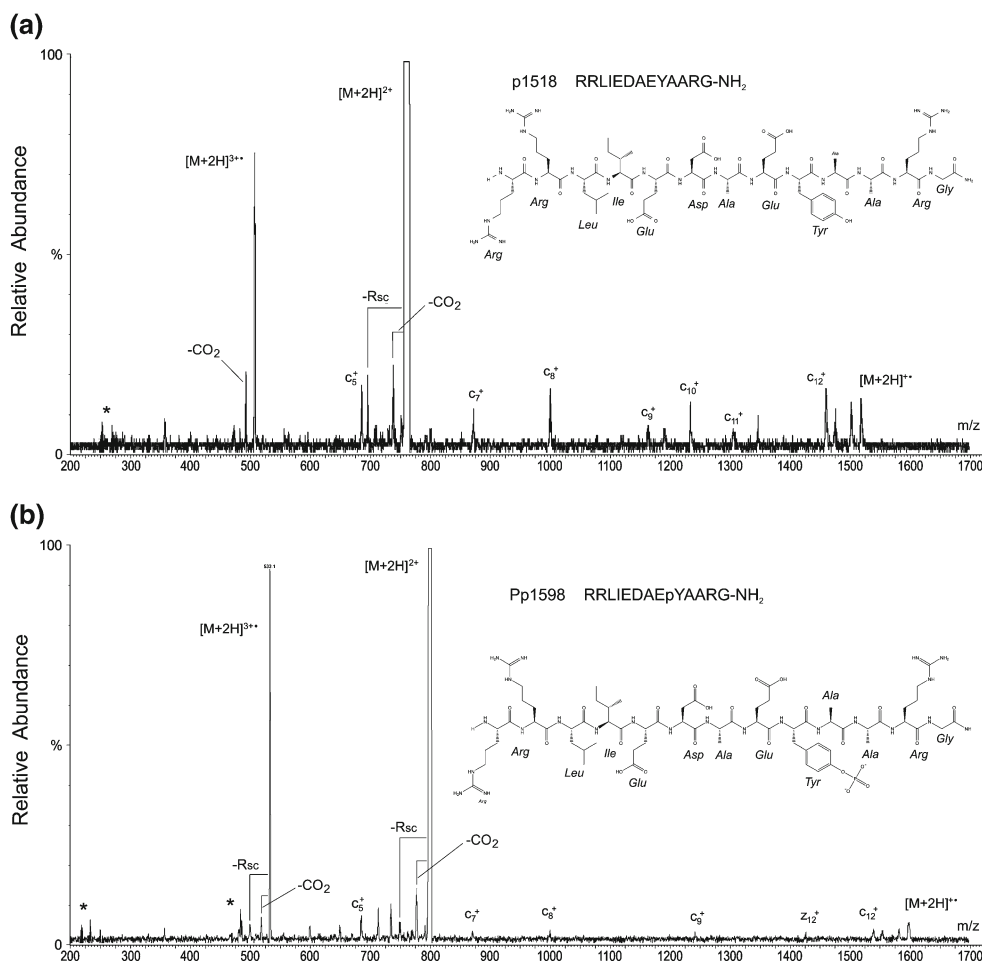 (a)
100
[M+2H]2+
p1518 RRLIEDAEYAARG-NH2
[M+2H]3+•
Relative Abundance
%
-Rsc
-CO2
-CO2
*
c5+
c7+
c8+
c9+
c10+
c11+
c12+
[M+2H]+•
m/z
0
200 300 400 500 600 700 800 900 1000 1100 1200 1300 1400 1500 1600 1700
Arg
Arg
Leu
Ile
Glu
Asp
Ala
Glu
Tyr
Ala
Ala
Arg
Gly
(b)
100
533.1
[M+2H]2+
Pp1598 RRLIEDAEpYAARG-NH2
[M+2H]3+•
Relative Abundance
%
-Rsc
-CO2
-Rsc
-CO2
*
*
c5+
c7+
c8+
c9+
z12+
c12+
[M+2H]+•
m/z
0
200 300 400 500 600 700 800 900 1000 1100 1200 1300 1400 1500 1600 1700
Arg
Arg
Leu
Ile
Glu
Asp
Ala
Glu
Tyr
Ala
Ala
Arg
Gly